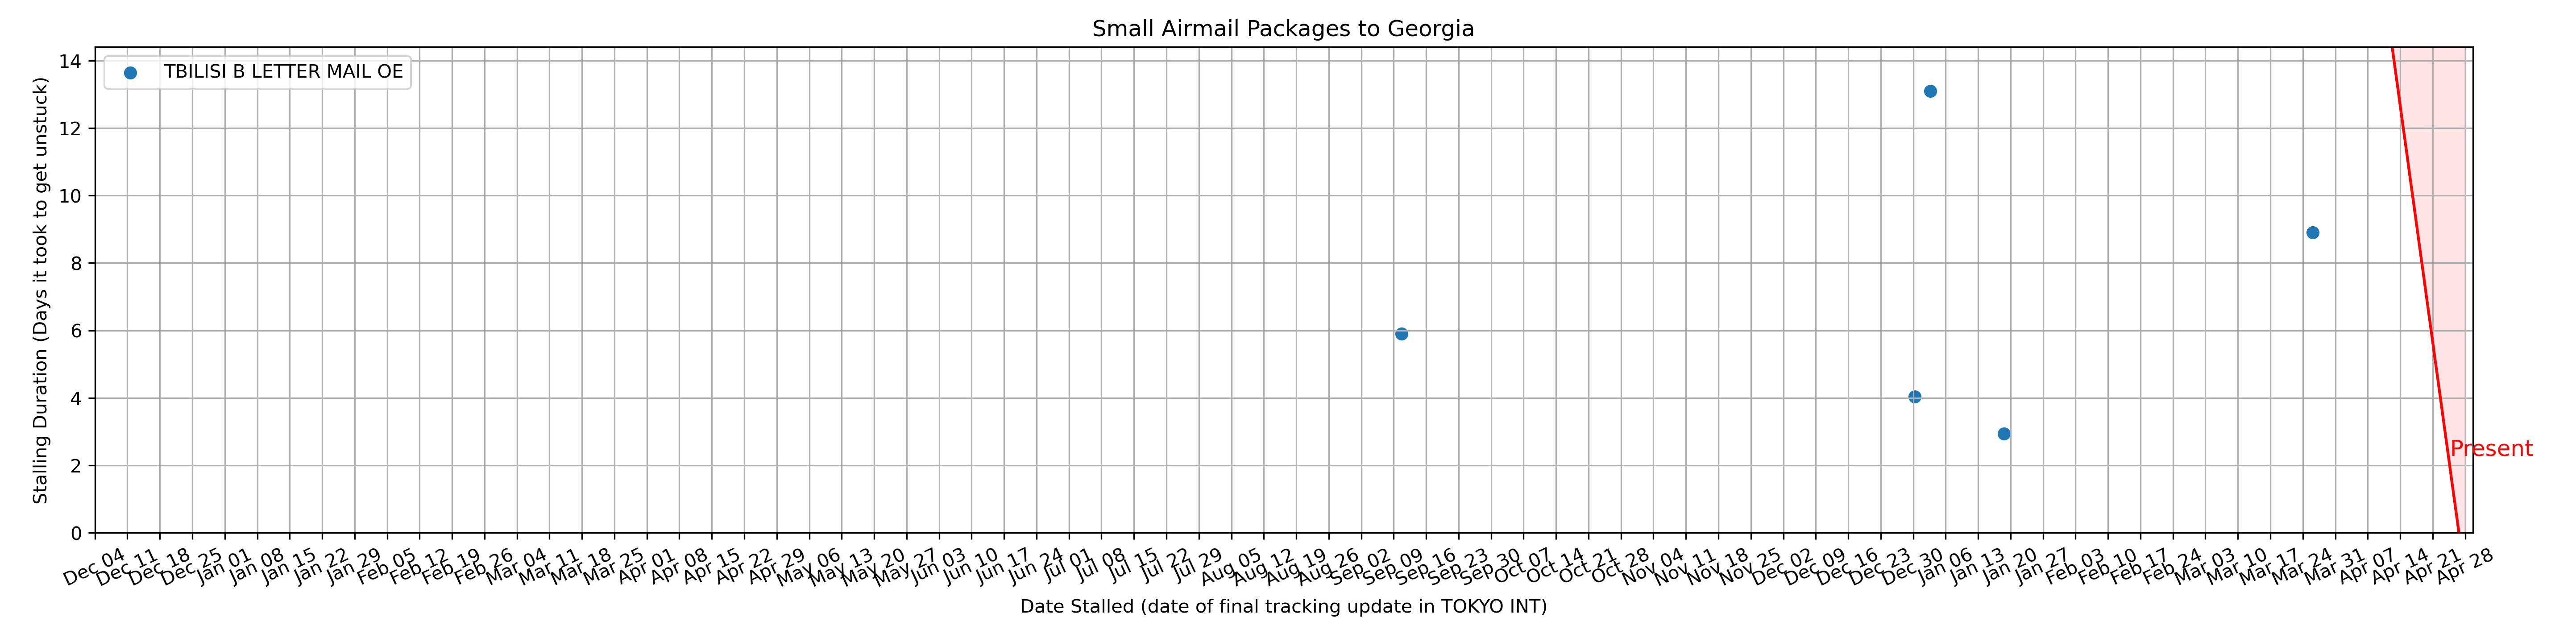 Small Airmail Packages to Georgia
TBILISI B LETTER MAIL OE
Stalling Duration (Days it took to get unstuck)
14
12
10
8
6
4
2
0
Present
Dec 04
Dec 11
Dec 18
Dec 25
Jan 01
Jan 08
Jan 15
Jan 22
Jan 29
Feb 05
Feb 12
Feb 19
Feb 26
Mar 04
Mar 11
Mar 18
Mar 25
Apr 01
Apr 08
Apr 15
Apr 22
Apr 29
May 06
May 13
May 20
May 27
Jun 03
Jun 10
Jun 17
Jun 24
Jul 01
Jul 08
Jul 15
Jul 22
Jul 29
Aug 05
Aug 12
Aug 19
Aug 26
Sep 02
Sep 09
Sep 16
Sep 23
Sep 30
Oct 07
Oct 14
Oct 21
Oct 28
Nov 04
Nov 11
Nov 18
Nov 25
Dec 02
Dec 09
Dec 16
Dec 23
Dec 30
Jan 06
Jan 13
Jan 20
Jan 27
Feb 03
Feb 10
Feb 17
Feb 24
Mar 03
Mar 10
Mar 17
Mar 24
Mar 31
Apr 07
Apr 14
Apr 21
Apr 28
Date Stalled (date of final tracking update in TOKYO INT)